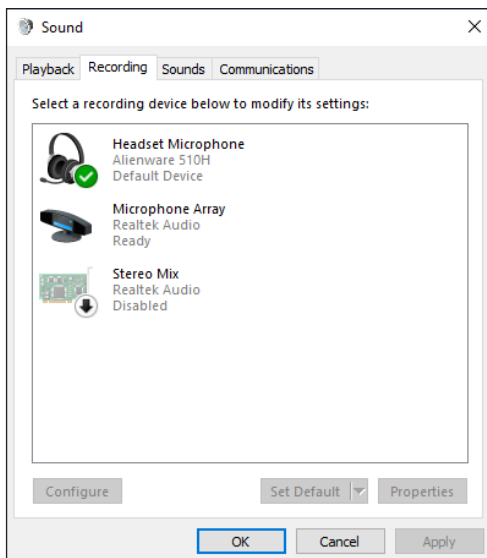 Sound
Playback Recording Sounds Communications
Select a recording device below to modify its settings:
Headset Microphone
Alienware 510H
Default Device
Microphone Array
Realtek Audio
Ready
Stereo Mix
Realtek Audio
Disabled
Configure Set Default Properties
OK Cancel Apply